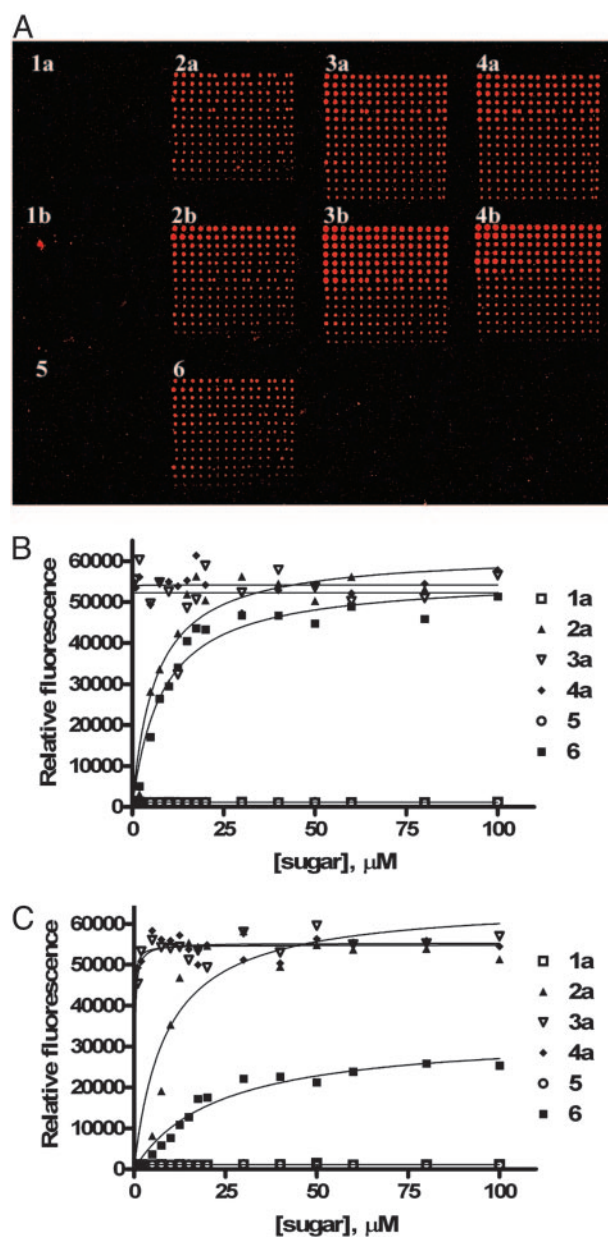 A
1a 2a 3a 4a
1b 2b 3b 4b
5 6
B
Relative fluorescence
60000
50000
40000
30000
20000
10000
0
0 25 50 75 100
[sugar], μM
1a
2a
3a
4a
5
6
C
Relative fluorescence
60000
50000
40000
30000
20000
10000
0
0 25 50 75 100
[sugar], μM
1a
2a
3a
4a
5
6